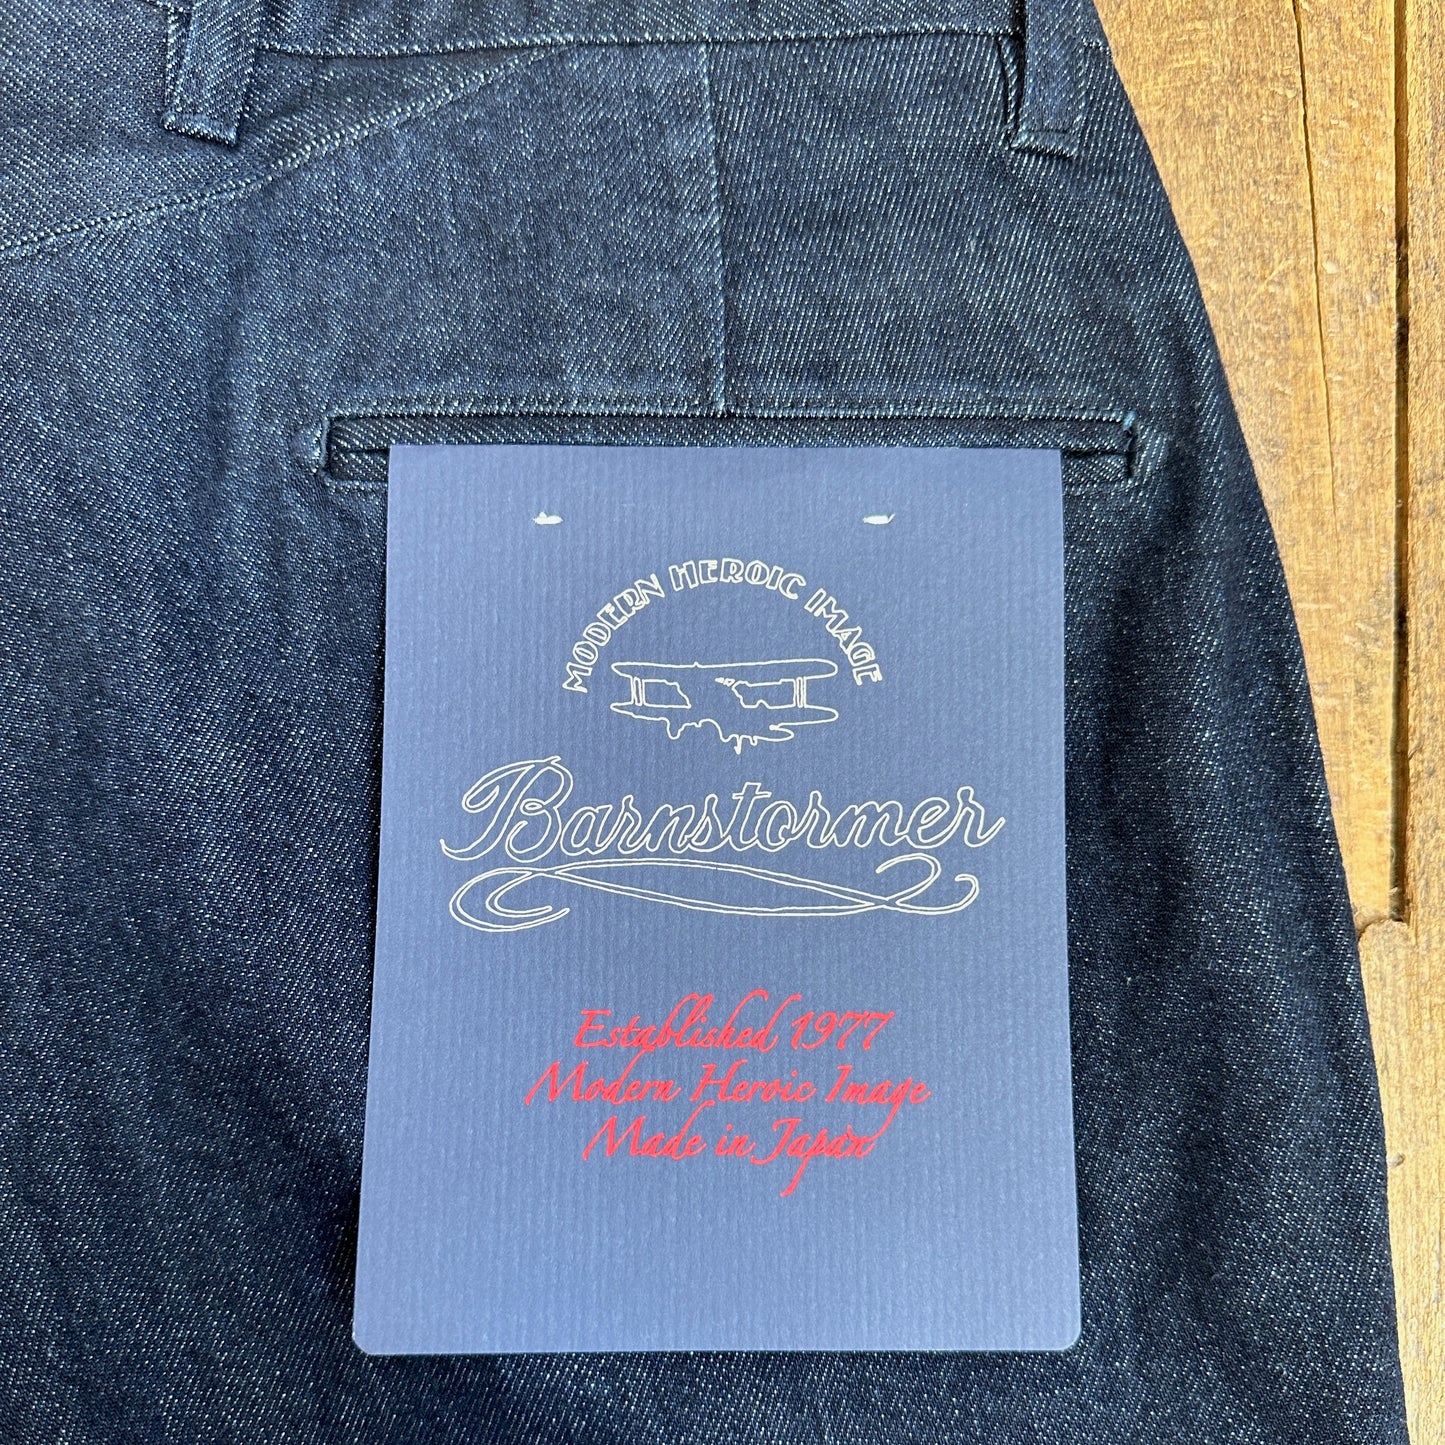 MODERN HEROIC IMAGE
Barnstormer
Established 1977
Modern Heroic Image
Made in Japan